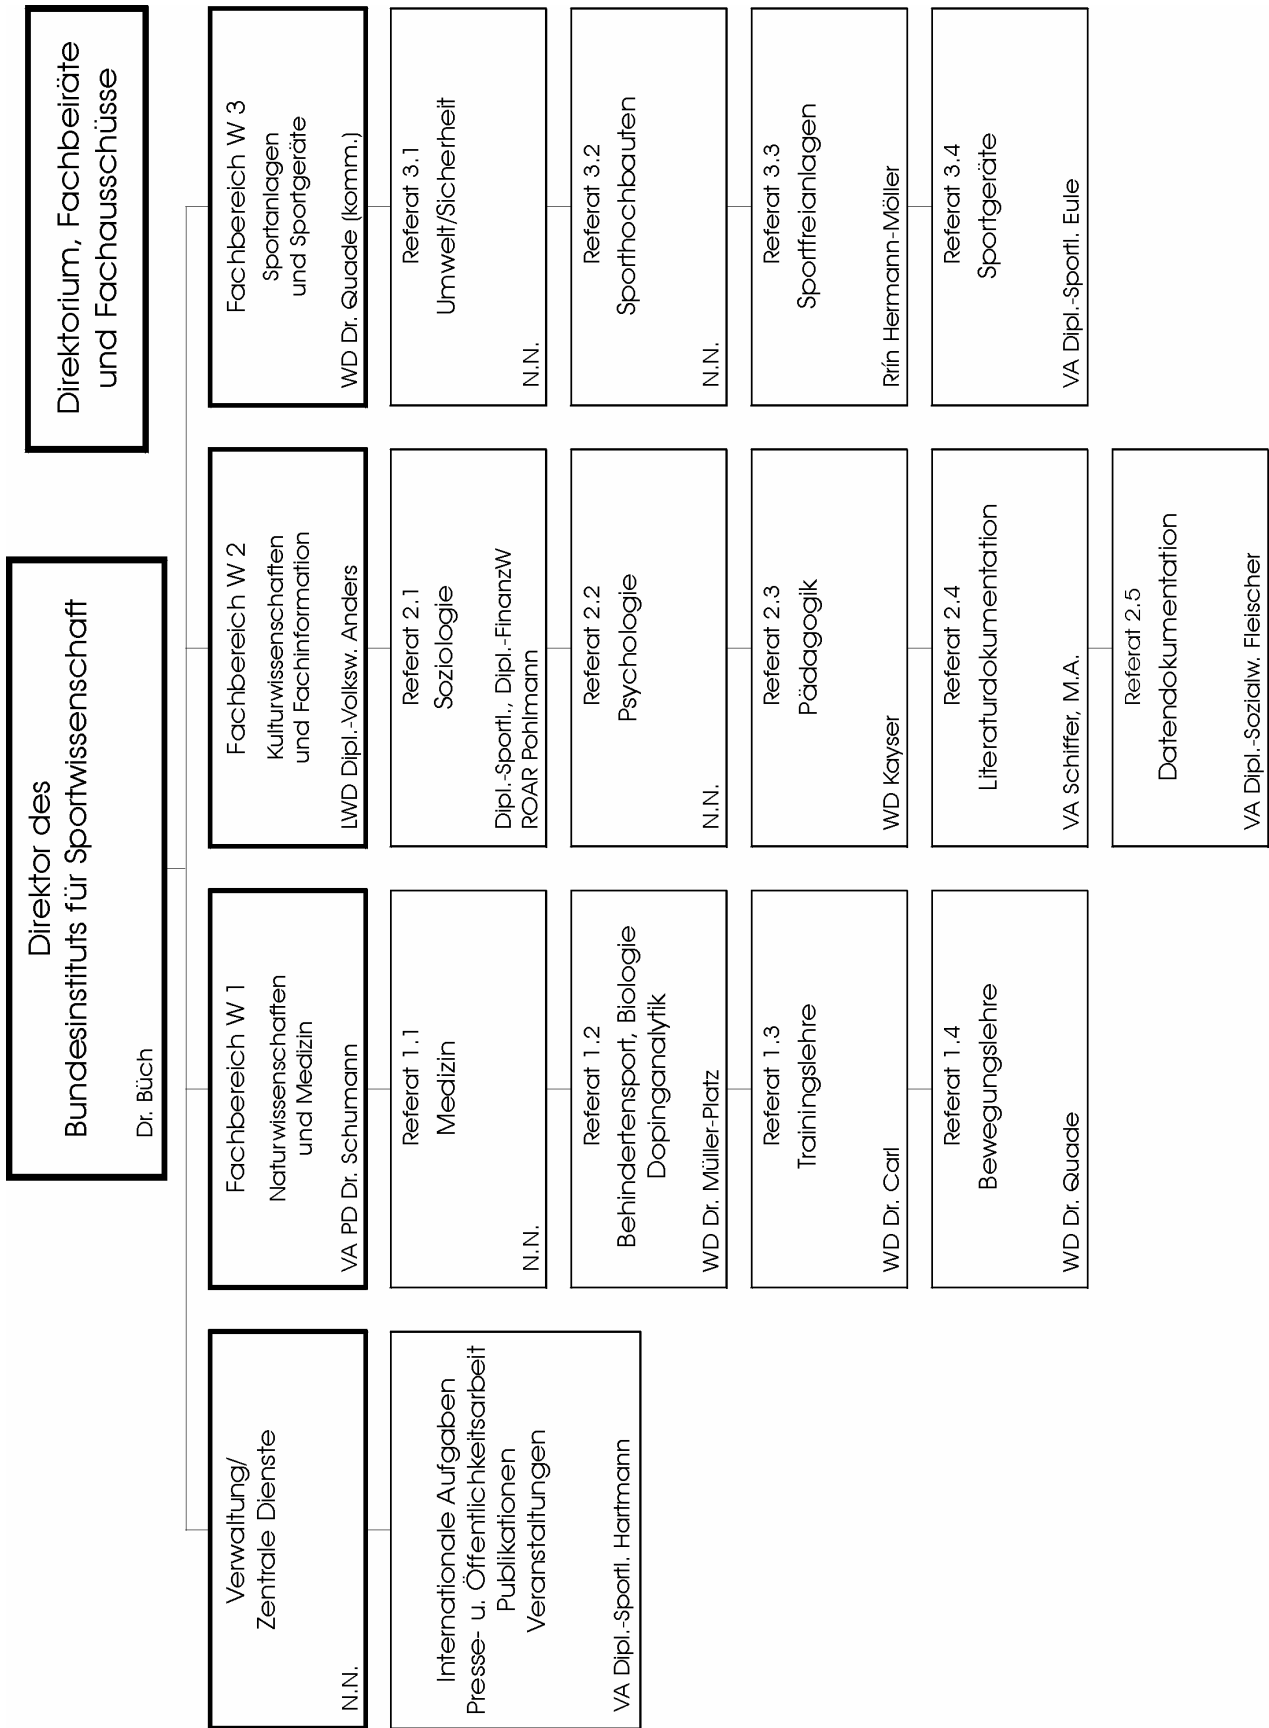 Direktor des
Bundesinstituts für Sportwissenschaft
Dr. Büch
Direktorium, Fachbeiräte
und Fachausschüsse
Verwaltung/
Zentrale Dienste
N.N.
Internationale Aufgaben
Presse- u. Öffentlichkeitsarbeit
Publikationen
Veranstaltungen
VA Dipl.-Sportl. Hartmann
Fachbereich W 1
Naturwissenschaften
und Medizin
VA PD Dr. Schumann
Referat 1.1
Medizin
N.N.
Referat 1.2
Behindertensport, Biologie
Dopinganalytik
WD Dr. Müller-Platz
Referat 1.3
Trainingslehre
WD Dr. Carl
Referat 1.4
Bewegungslehre
WD Dr. Quade
Fachbereich W 2
Kulturwissenschaften
und Fachinformation
LWD Dipl.-Volksw. Anders
Referat 2.1
Soziologie
Dipl.-Sportl., Dipl.-FinanzW
ROAR Pohlmann
Referat 2.2
Psychologie
N.N.
Referat 2.3
Pädagogik
WD Kayser
Referat 2.4
Literaturdokumentation
VA Schiffer, M.A.
Referat 2.5
Datendokumentation
VA Dipl.-Sozialw. Fleischer
Fachbereich W 3
Sportanlagen
und Sportgeräte
WD Dr. Quade (komm.)
Referat 3.1
Umwelt/Sicherheit
N.N.
Referat 3.2
Sporthochbauten
N.N.
Referat 3.3
Sportfreianlagen
Rrín Hermann-Möller
Referat 3.4
Sportgeräte
VA Dipl.-Sportl. Eule